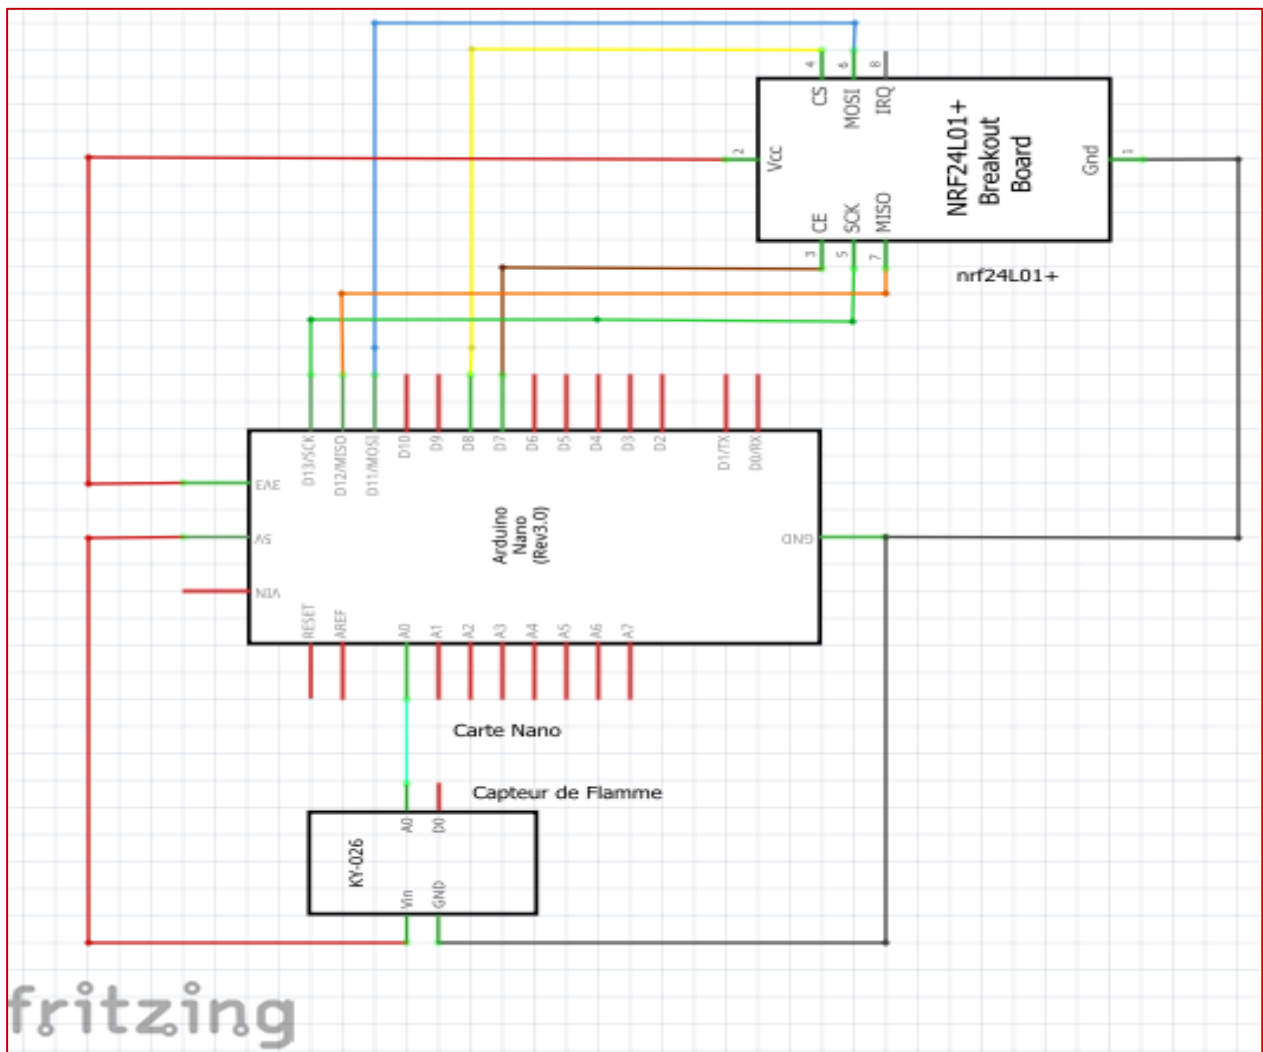 4
6
8
CS
MOSI
IRQ
2
Vcc
NRF24L01+
Breakout
Board
Gnd
1
CE
SCK
MISO
3
5
7
nrf24L01+
D13/SCK
D12/MISO
D11/MOSI
D10
D9
D8
D7
D6
D5
D4
D3
D2
D1/TX
D0/RX
3V3
5V
VIN
Arduino
Nano
(Rev3.0)
GND
RESET
AREF
A0
A1
A2
A3
A4
A5
A6
A7
Carte Nano
Capteur de Flamme
A0
D0
KY-026
Vin
GND
fritzing